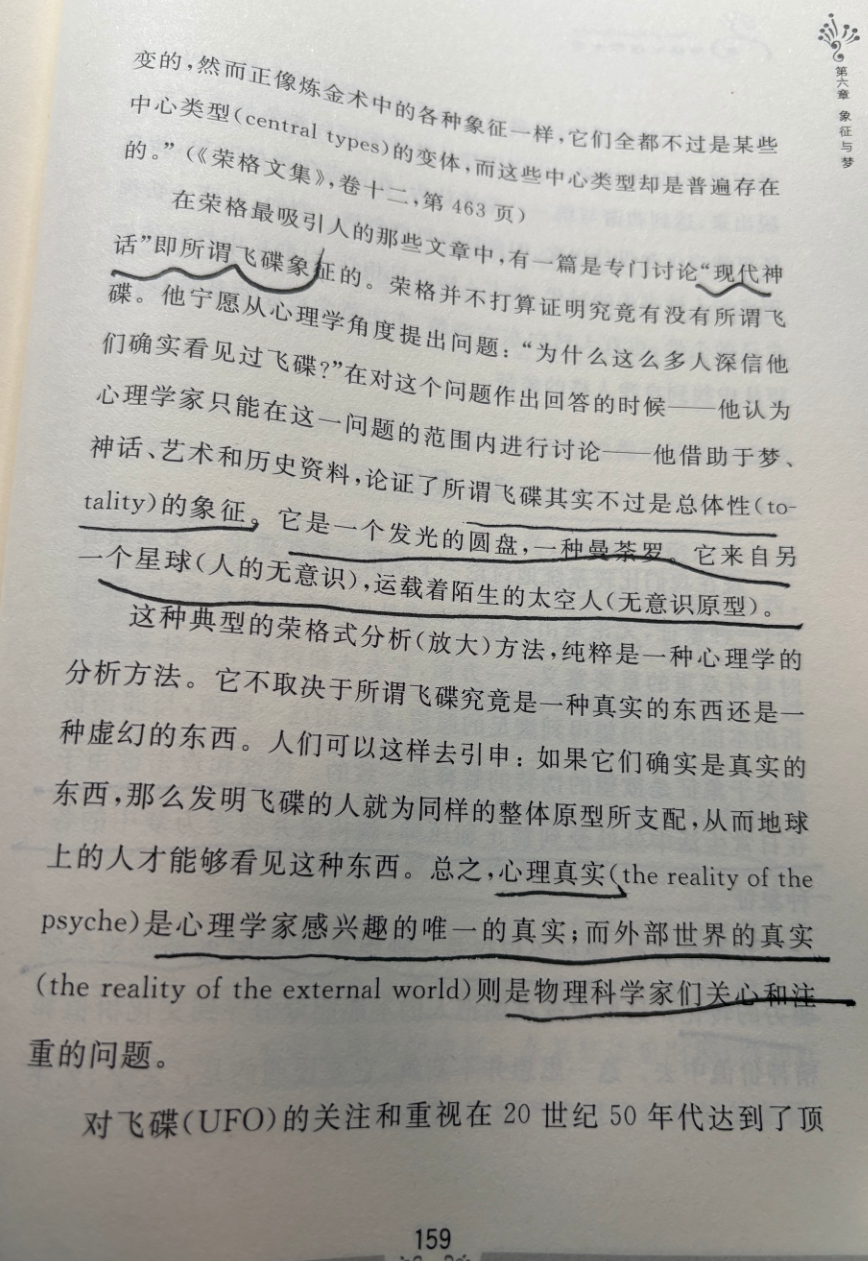 第六章 象征与梦
变的,然而正像炼金术中的各种象征一样,它们全都不过是某些
中心类型(central types)的变体,而这些中心类型却是普遍存在
的。”(《荣格文集》,卷十二,第 463 页)
在荣格最吸引人的那些文章中,有一篇是专门讨论“现代神
话”即所谓飞碟象征的。荣格并不打算证明究竟有没有所谓飞
碟。他宁愿从心理学角度提出问题:“为什么这么多人深信他
们确实看见过飞碟?”在对这个问题作出回答的时候——他认为
心理学家只能在这一问题的范围内进行讨论——他借助于梦、
神话、艺术和历史资料,论证了所谓飞碟其实不过是总体性(to-
tality)的象征。它是一个发光的圆盘,一种曼荼罗。它来自另
一个星球(人的无意识),运载着陌生的太空人(无意识原型)。
这种典型的荣格式分析(放大)方法,纯粹是一种心理学的
分析方法。它不取决于所谓飞碟究竟是一种真实的东西还是一
种虚幻的东西。人们可以这样去引申:如果它们确实是真实的
东西,那么发明飞碟的人就为同样的整体原型所支配,从而地球
上的人才能够看见这种东西。总之,心理真实(the reality of the
psyche)是心理学家感兴趣的唯一的真实;而外部世界的真实
(the reality of the external world)则是物理科学家们关心和注
重的问题。
对飞碟(UFO)的关注和重视在 20 世纪 50 年代达到了顶
159